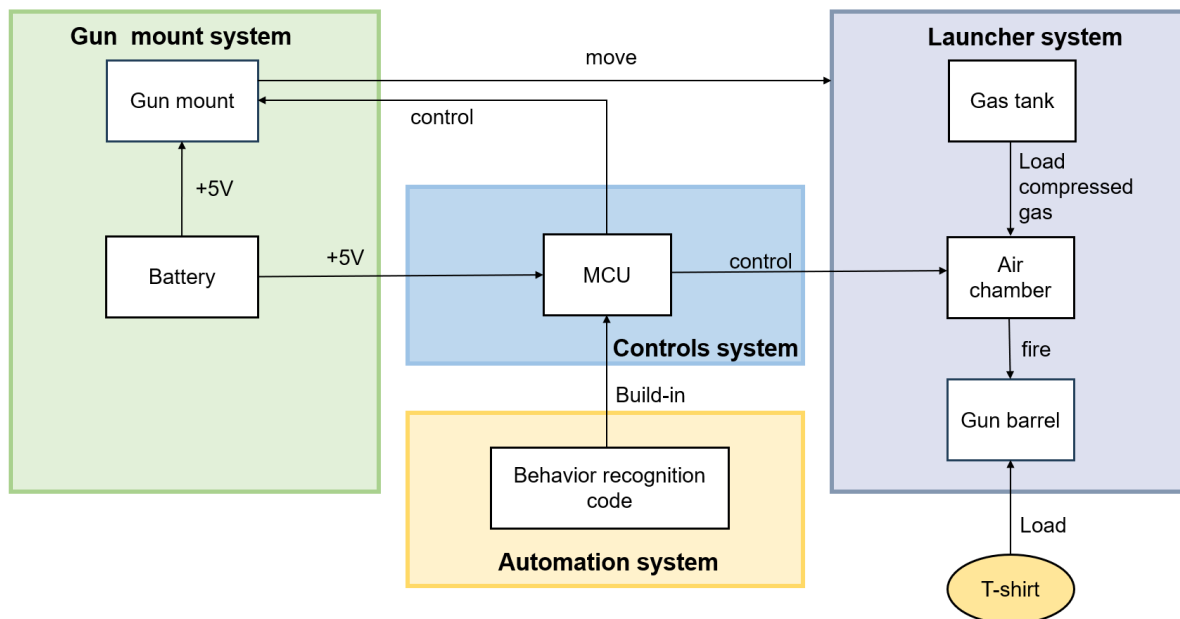 Gun mount system
Launcher system
move
Gun mount
Gas tank
control
Load
compressed
gas
+5V
Battery
+5V
MCU
control
Air
chamber
Controls system
fire
Build-in
Gun barrel
Behavior recognition
code
Load
Automation system
T-shirt